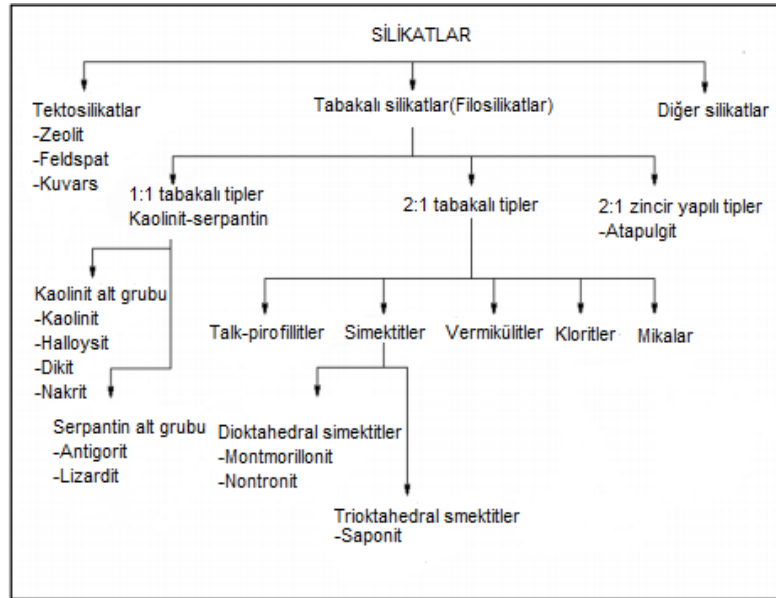 SİLİKATLAR
Tektosilikatlar
-Zeolit
-Feldspat
-Kuvars
Tabakalı silikatlar(Filosilikatlar)
Diğer silikatlar
1:1 tabakalı tipler
Kaolinit-serpantin
2:1 tabakalı tipler
2:1 zincir yapılı tipler
-Atapulgit
Kaolinit alt grubu
-Kaolinit
-Halloysit
-Dikit
-Nakrit
Serpantin alt grubu
-Antigorit
-Lizardit
Talk-pirofillitler
Simektitler
Vermikülitler
Kloritler
Mikalar
Dioktahedral simektitler
-Montmorillonit
-Nontronit
Trioktahedral smektitler
-Saponit